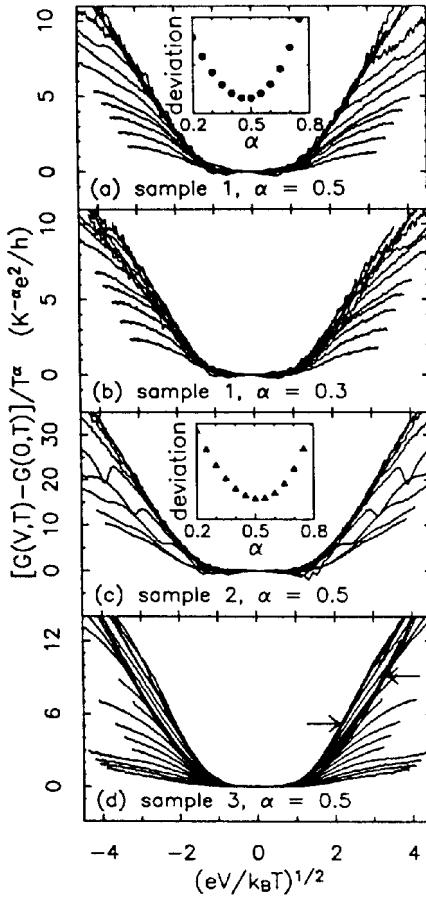 10
5
0
deviation
0.2 0.5 0.8
α
(a) sample 1, α = 0.5
10
5
0
(b) sample 1, α = 0.3
[G(V,T)−G(0,T)]/T^α (K^−α e^2/h)
30
20
10
0
deviation
0.2 0.5 0.8
α
(c) sample 2, α = 0.5
12
6
0
(d) sample 3, α = 0.5
−4 −2 0 2 4
(eV/k_BT)^1/2